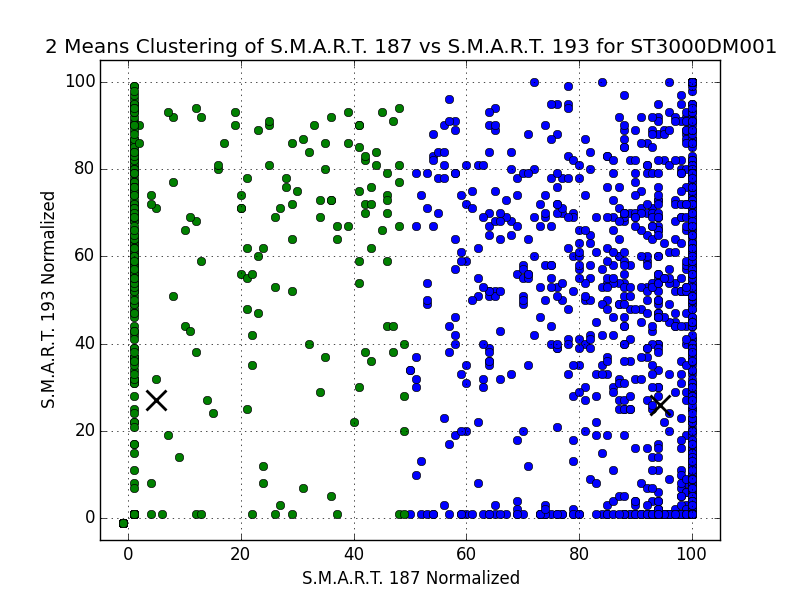 2 Means Clustering of S.M.A.R.T. 187 vs S.M.A.R.T. 193 for ST3000DM001
100
80
60
40
20
0
S.M.A.R.T. 193 Normalized
0 20 40 60 80 100
S.M.A.R.T. 187 Normalized